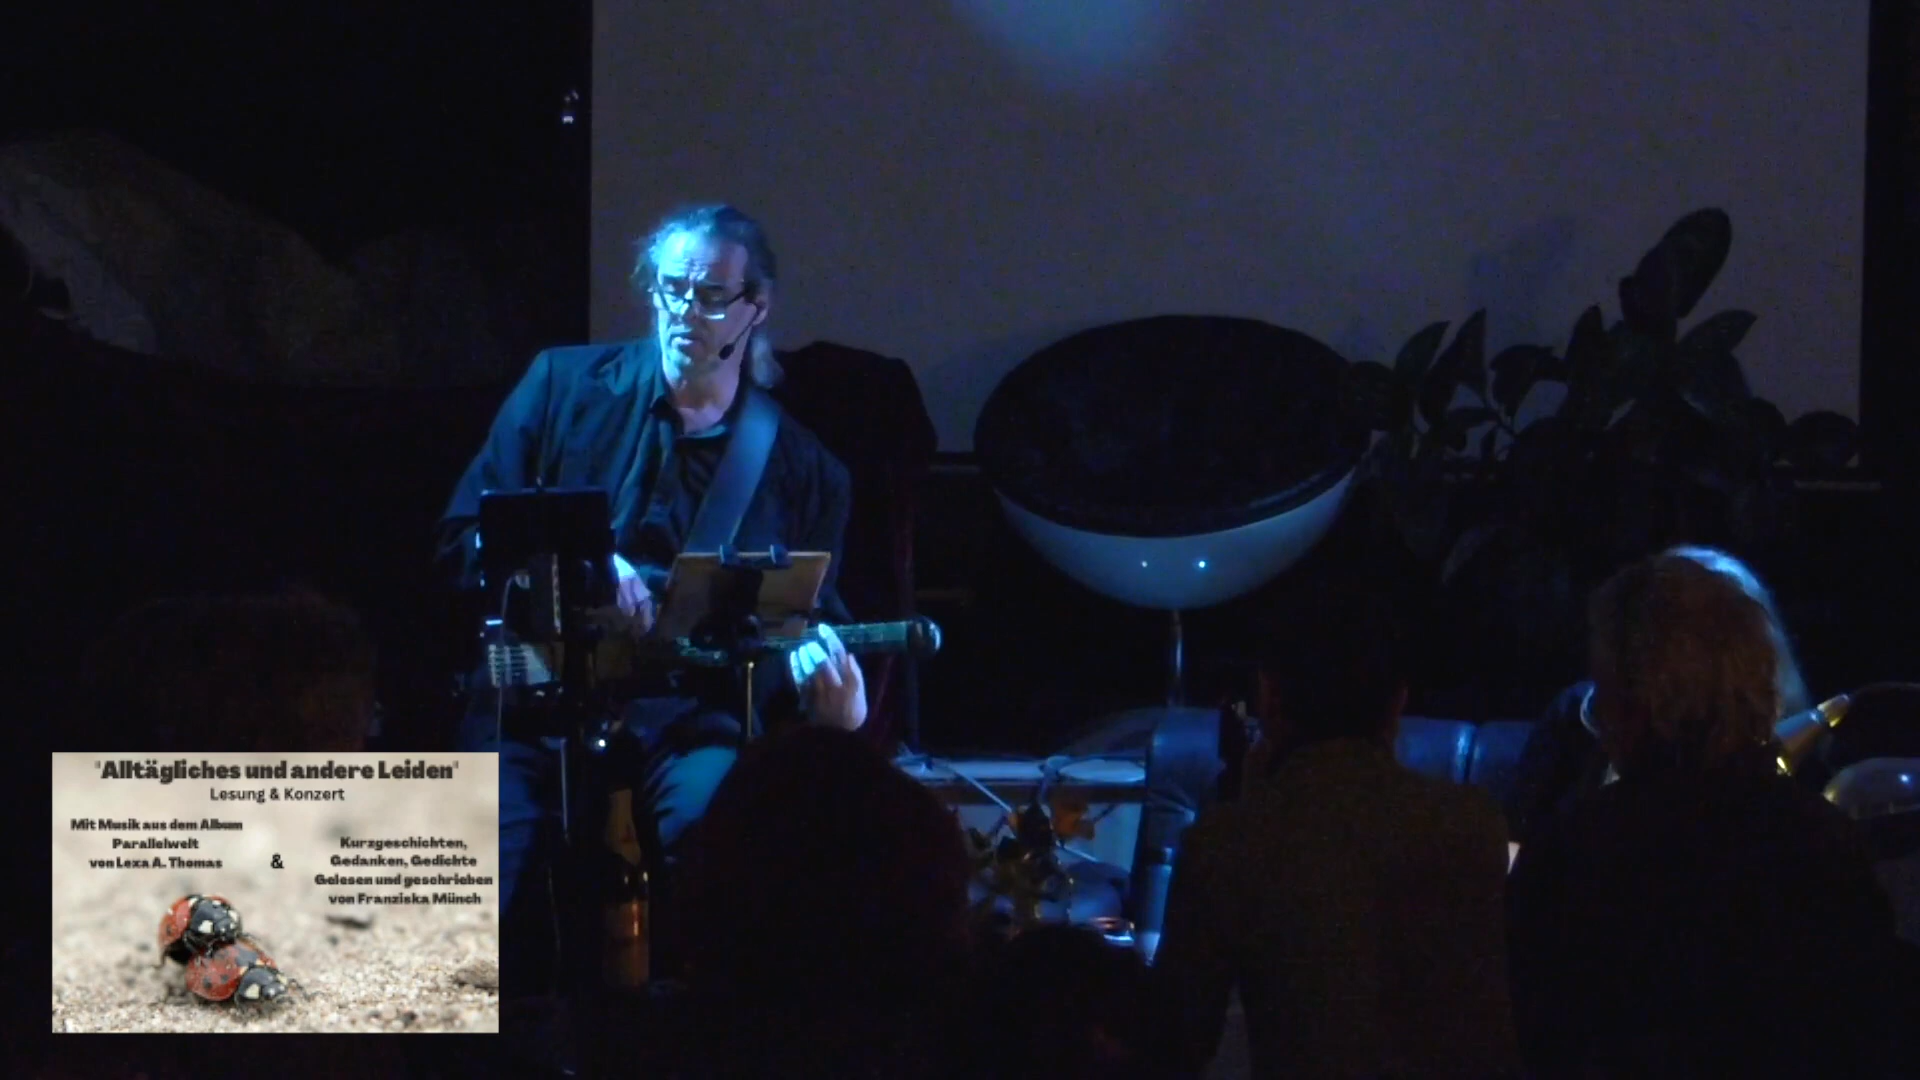 "Alltägliches und andere Leiden"
Lesung & Konzert
Mit Musik aus dem Album
Parallelwelt
von Lexa A. Thomas
&
Kurzgeschichten,
Gedanken, Gedichte
Gelesen und geschrieben
von Franziska Münch